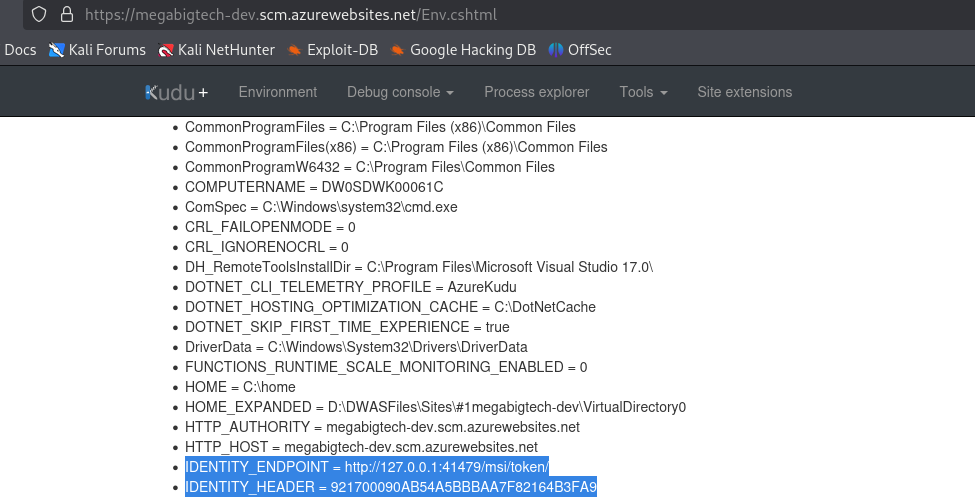 https://megabigtech-dev.scm.azurewebsites.net/Env.cshtml
Docs Kali Forums Kali NetHunter Exploit-DB Google Hacking DB OffSec
Kudu+ Environment Debug console Process explorer Tools Site extensions
• CommonProgramFiles = C:\Program Files (x86)\Common Files
• CommonProgramFiles(x86) = C:\Program Files (x86)\Common Files
• CommonProgramW6432 = C:\Program Files\Common Files
• COMPUTERNAME = DW0SDWK00061C
• ComSpec = C:\Windows\system32\cmd.exe
• CRL_FAILOPENMODE = 0
• CRL_IGNORENOCRL = 0
• DH_RemoteToolsInstallDir = C:\Program Files\Microsoft Visual Studio 17.0\
• DOTNET_CLI_TELEMETRY_PROFILE = AzureKudu
• DOTNET_HOSTING_OPTIMIZATION_CACHE = C:\DotNetCache
• DOTNET_SKIP_FIRST_TIME_EXPERIENCE = true
• DriverData = C:\Windows\System32\Drivers\DriverData
• FUNCTIONS_RUNTIME_SCALE_MONITORING_ENABLED = 0
• HOME = C:\home
• HOME_EXPANDED = D:\DWASFiles\Sites\#1megabigtech-dev\VirtualDirectory0
• HTTP_AUTHORITY = megabigtech-dev.scm.azurewebsites.net
• HTTP_HOST = megabigtech-dev.scm.azurewebsites.net
• IDENTITY_ENDPOINT = http://127.0.0.1:41479/msi/token/
• IDENTITY_HEADER = 921700090AB54A5BBBAA7F82164B3FA9